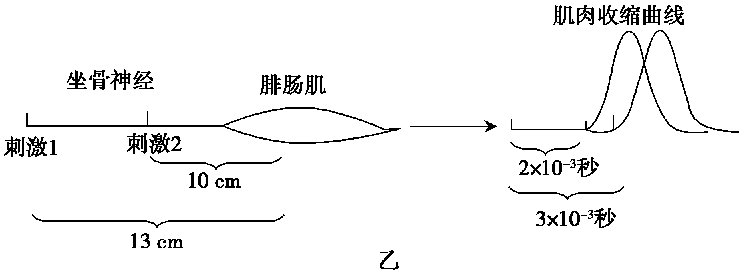 肌肉收缩曲线
坐骨神经
腓肠肌
刺激1
刺激2
10 cm
2×10⁻³秒
13 cm
3×10⁻³秒
乙